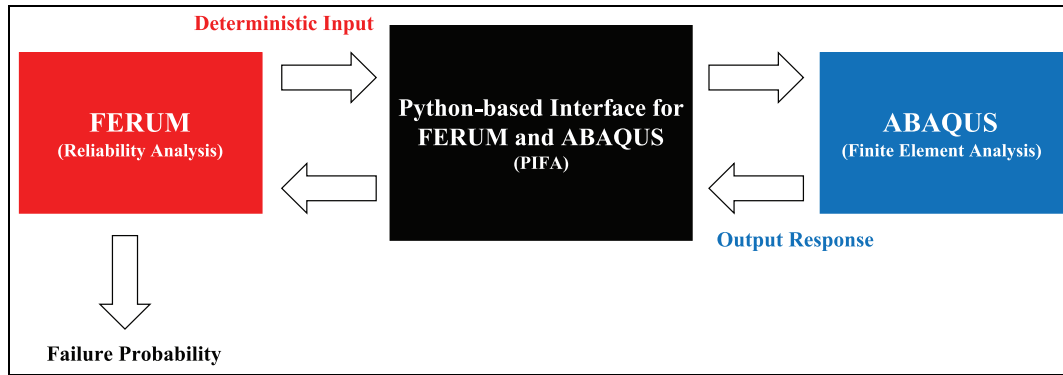 Deterministic Input
FERUM
(Reliability Analysis)
Python-based Interface for
FERUM and ABAQUS
(PIFA)
ABAQUS
(Finite Element Analysis)
Output Response
Failure Probability